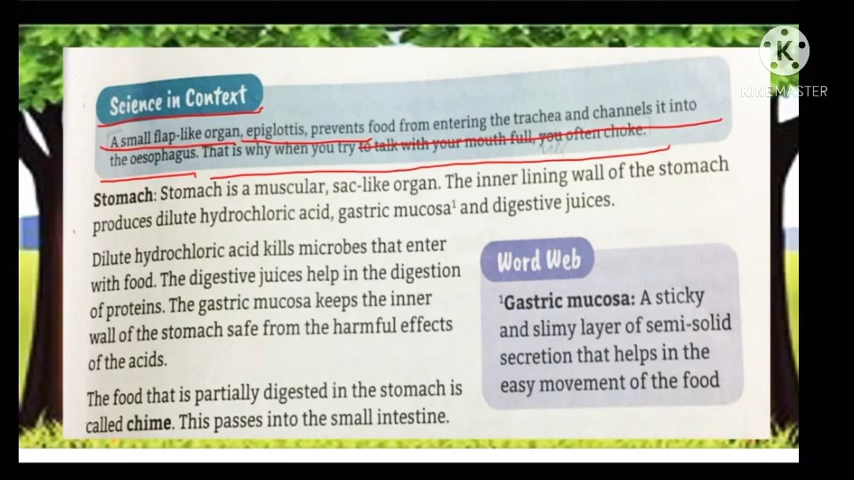 K
KINEMASTER
Science in Context
A small flap-like organ, epiglottis, prevents food from entering the trachea and channels it into
the oesophagus. That is why when you try to talk with your mouth full, you often choke.
Stomach: Stomach is a muscular, sac-like organ. The inner lining wall of the stomach
produces dilute hydrochloric acid, gastric mucosa¹ and digestive juices.
Dilute hydrochloric acid kills microbes that enter
with food. The digestive juices help in the digestion
of proteins. The gastric mucosa keeps the inner
wall of the stomach safe from the harmful effects
of the acids.
The food that is partially digested in the stomach is
called chime. This passes into the small intestine.
Word Web
¹Gastric mucosa: A sticky
and slimy layer of semi-solid
secretion that helps in the
easy movement of the food